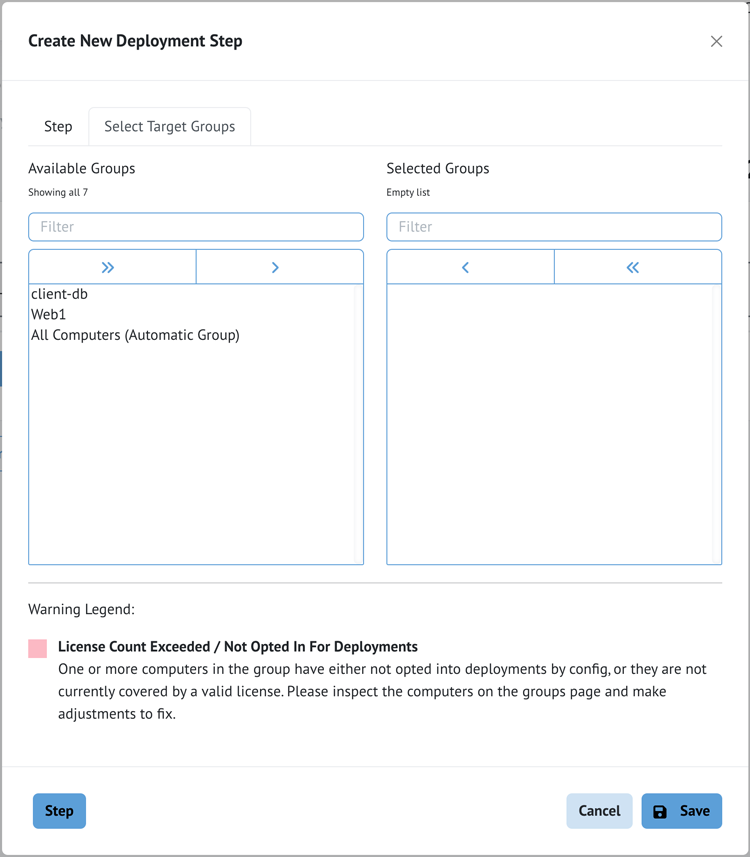 Create New Deployment Step
Step
Select Target Groups
Available Groups
Selected Groups
Showing all 7
Empty list
Filter
Filter
client-db
Web1
All Computers (Automatic Group)
Warning Legend:
License Count Exceeded / Not Opted In For Deployments
One or more computers in the group have either not opted into deployments by config, or they are not
currently covered by a valid license. Please inspect the computers on the groups page and make
adjustments to fix.
Step
Cancel
Save